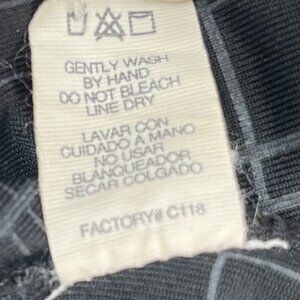 GENTLY WASH
BY HAND
DO NOT BLEACH
LINE DRY
LAVAR CON
CUIDADO A MANO
NO USAR
BLANQUEADOR
SECAR COLGADO
FACTORY# C118